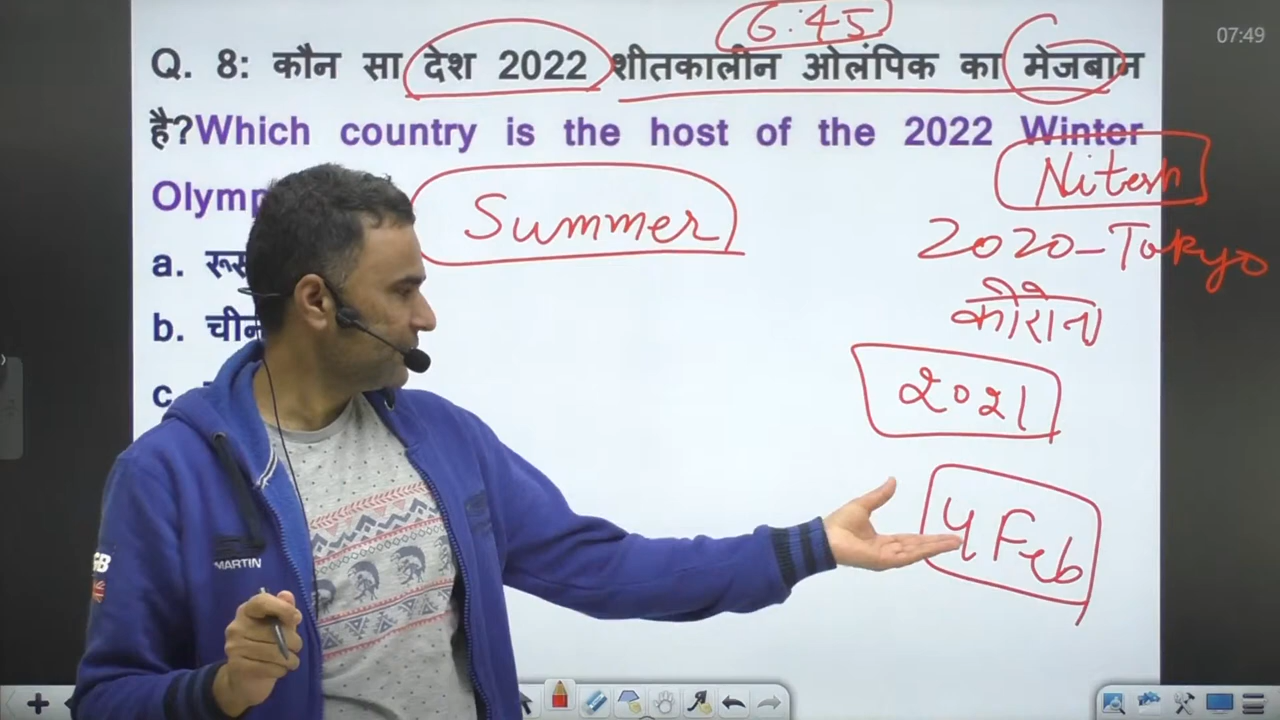 6:45
07:49
Q. 8: कौन सा देश 2022 शीतकालीन ओलंपिक का मेजबान
है?Which country is the host of the 2022 Winter
Olymp
Summer
Nitesh
2020-Tokyo
a. रूस
b. चीन
c.
2021
4 Feb
GB
MARTIN